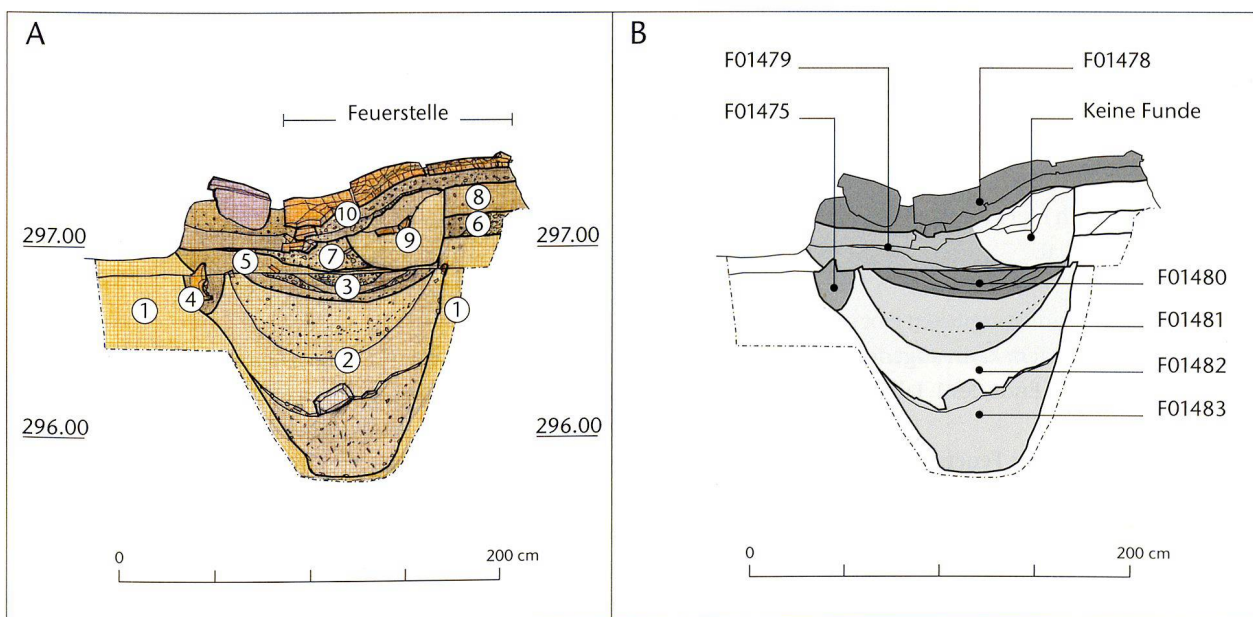 A
Feuerstelle
297.00
297.00
296.00
296.00
10
8
6
9
7
5
3
4
1
1
2
0
200 cm
B
F01479
F01478
F01475
Keine Funde
F01480
F01481
F01482
F01483
0
200 cm